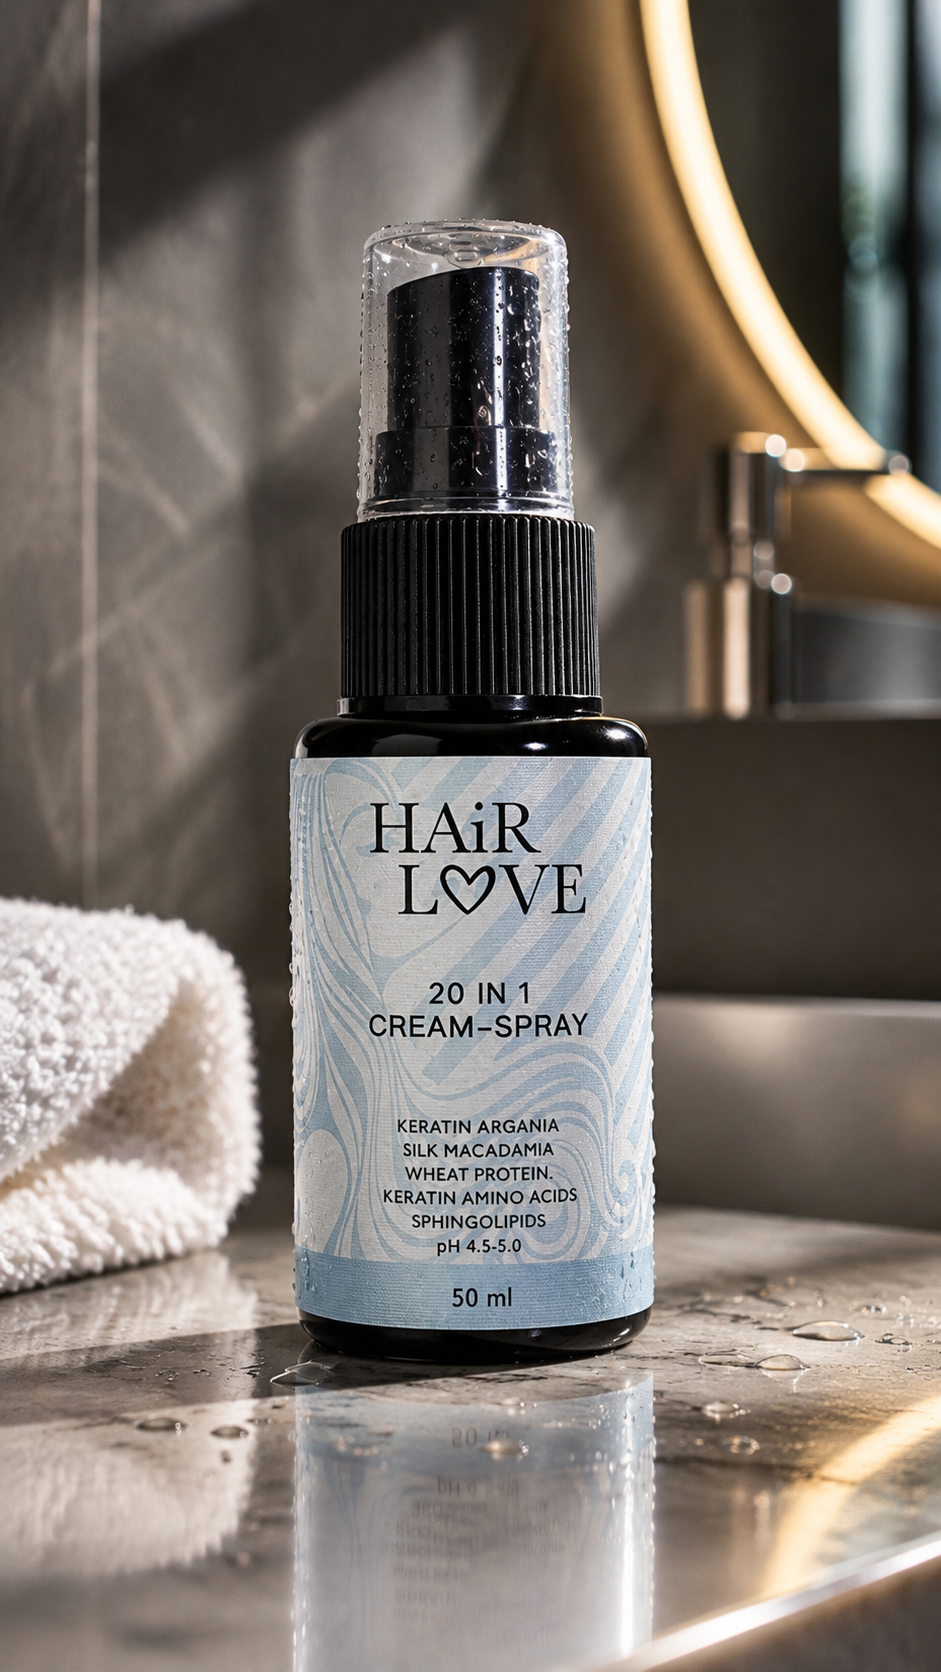 HAiR
L♡VE
20 IN 1
CREAM-SPRAY
KERATIN ARGANIA
SILK MACADAMIA
WHEAT PROTEIN.
KERATIN AMINO ACIDS
SPHINGOLIPIDS
pH 4.5-5.0
50 ml